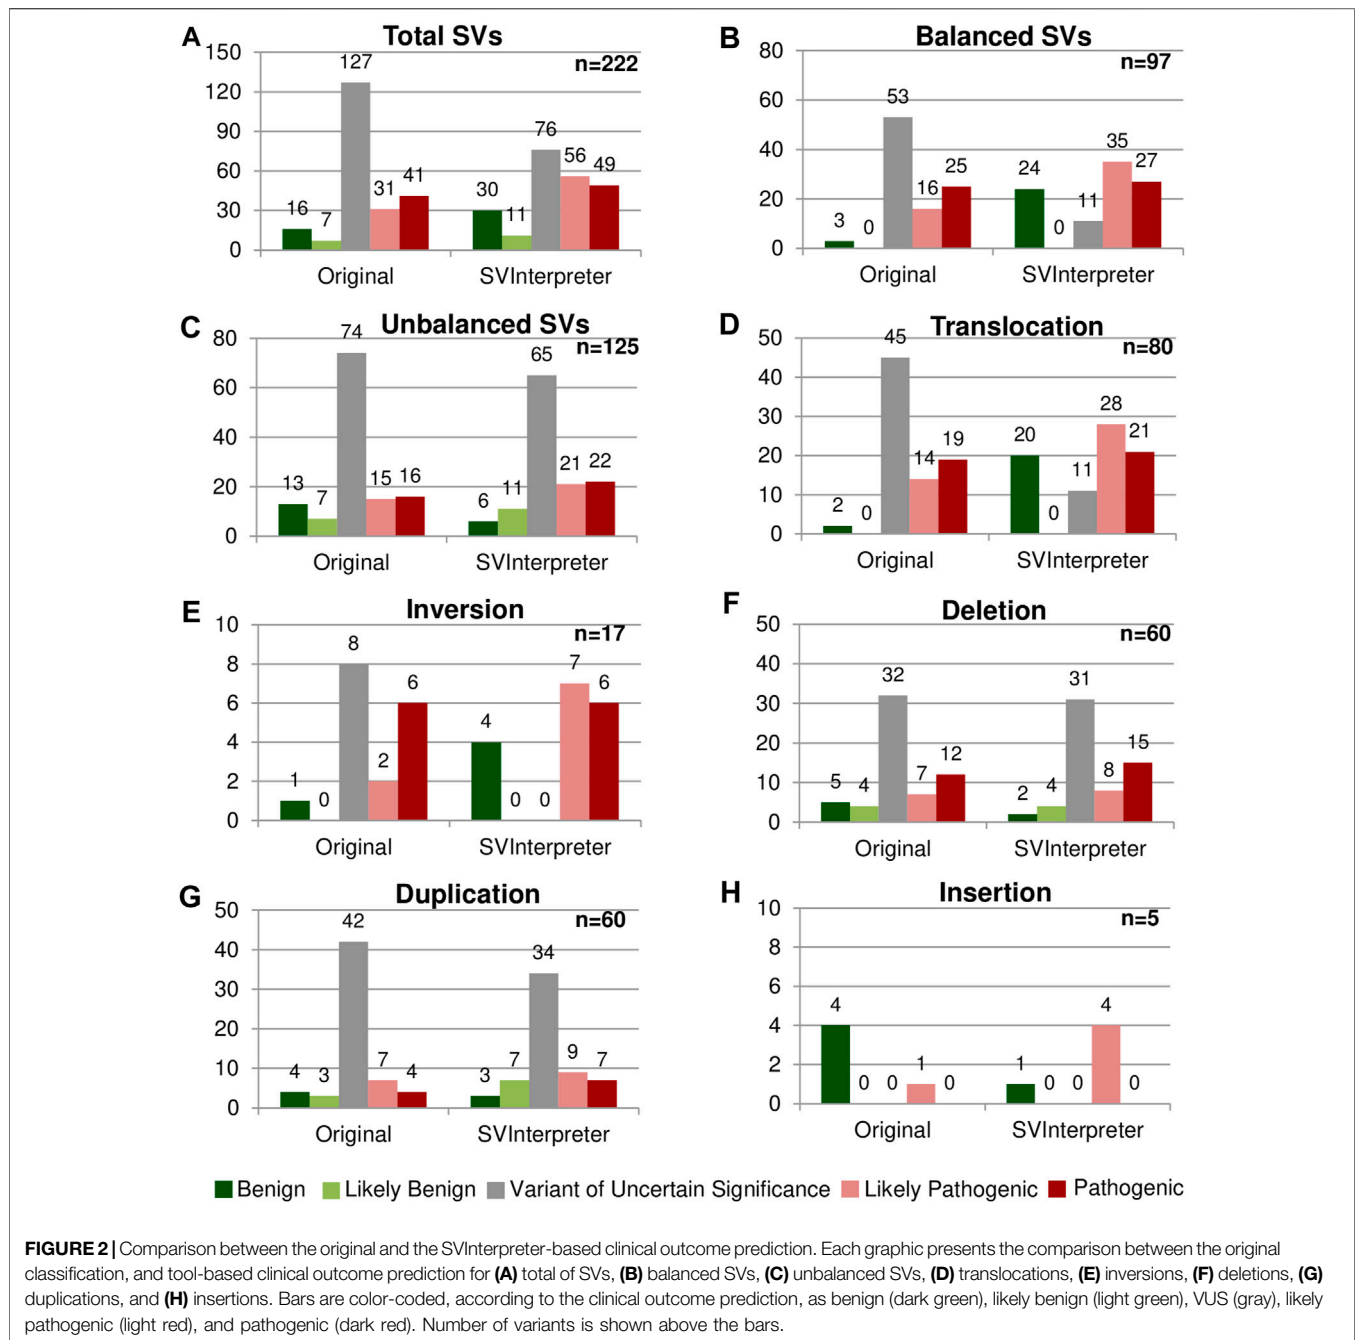 A
Total SVs
n=222
150
120
90
60
30
0
16
7
127
31
41
30
11
76
56
49
Original
SVInterpreter
B
Balanced SVs
n=97
80
60
40
20
0
3
0
53
16
25
24
0
11
35
27
Original
SVInterpreter
C
Unbalanced SVs
n=125
80
60
40
20
0
13
7
74
15
16
6
11
65
21
22
Original
SVInterpreter
D
Translocation
n=80
50
40
30
20
10
0
2
0
45
14
19
20
0
11
28
21
Original
SVInterpreter
E
Inversion
n=17
10
8
6
4
2
0
1
0
8
2
6
4
0
0
7
6
Original
SVInterpreter
F
Deletion
n=60
50
40
30
20
10
0
5
4
32
7
12
2
4
31
8
15
Original
SVInterpreter
G
Duplication
n=60
50
40
30
20
10
0
4
3
42
7
4
3
7
34
9
7
Original
SVInterpreter
H
Insertion
n=5
10
8
6
4
2
0
4
0
0
1
0
1
0
0
4
0
Original
SVInterpreter
Benign Likely Benign Variant of Uncertain Significance Likely Pathogenic Pathogenic
FIGURE 2 | Comparison between the original and the SVInterpreter-based clinical outcome prediction. Each graphic presents the comparison between the original
classification, and tool-based clinical outcome prediction for (A) total of SVs, (B) balanced SVs, (C) unbalanced SVs, (D) translocations, (E) inversions, (F) deletions, (G)
duplications, and (H) insertions. Bars are color-coded, according to the clinical outcome prediction, as benign (dark green), likely benign (light green), VUS (gray), likely
pathogenic (light red), and pathogenic (dark red). Number of variants is shown above the bars.